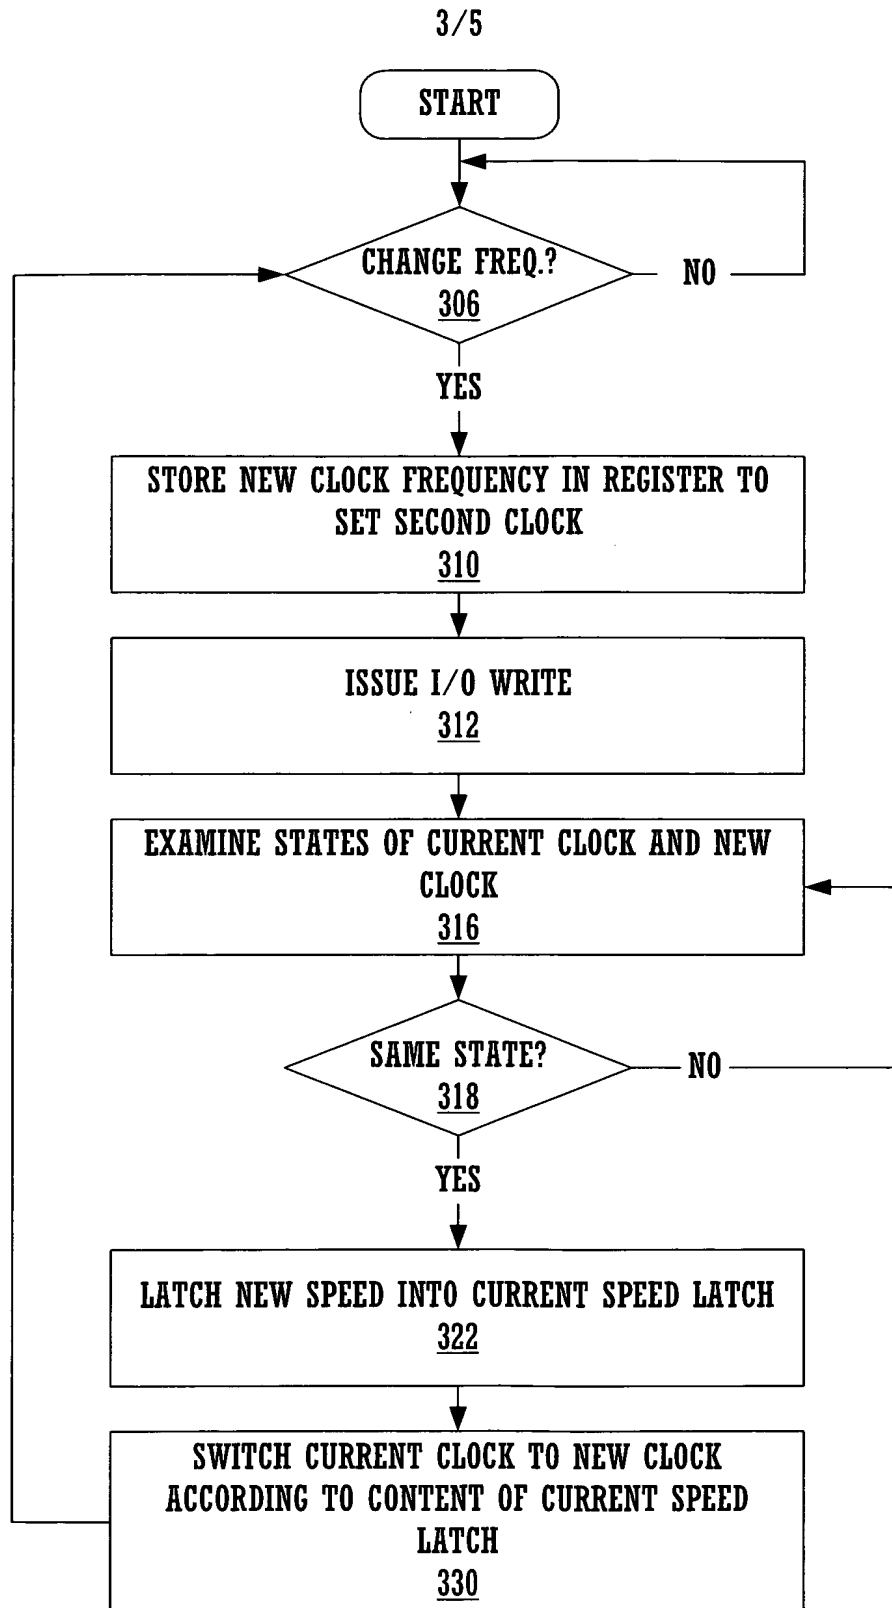 3/5
START
CHANGE FREQ.?
306
NO
YES
STORE NEW CLOCK FREQUENCY IN REGISTER TO
SET SECOND CLOCK
310
ISSUE I/O WRITE
312
EXAMINE STATES OF CURRENT CLOCK AND NEW
CLOCK
316
SAME STATE?
318
NO
YES
LATCH NEW SPEED INTO CURRENT SPEED LATCH
322
SWITCH CURRENT CLOCK TO NEW CLOCK
ACCORDING TO CONTENT OF CURRENT SPEED
LATCH
330